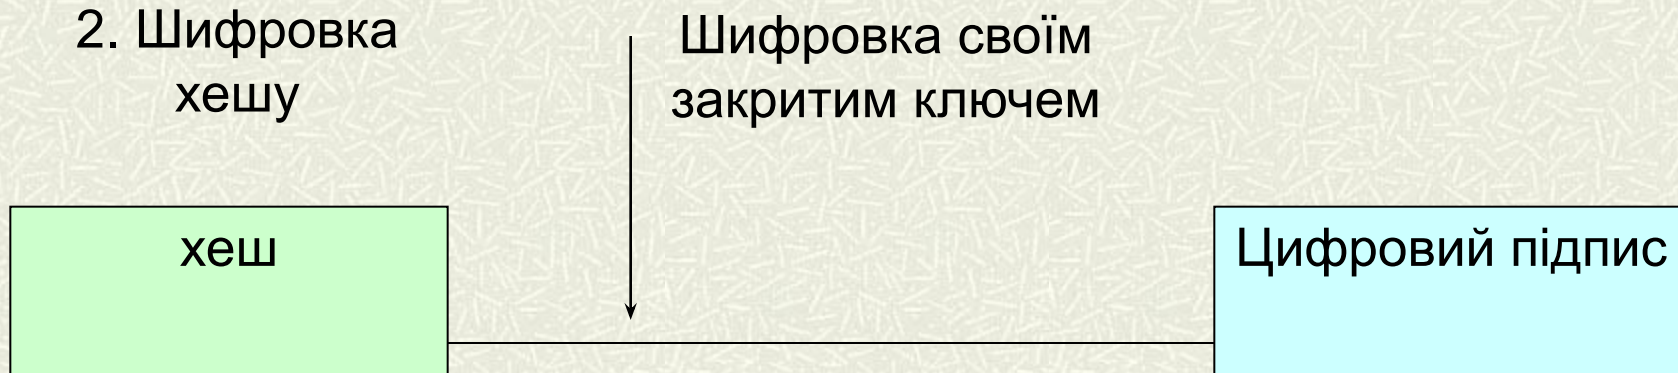 2. Шифровка
хешу
Шифровка своїм
закритим ключем
хеш
Цифровий підпис